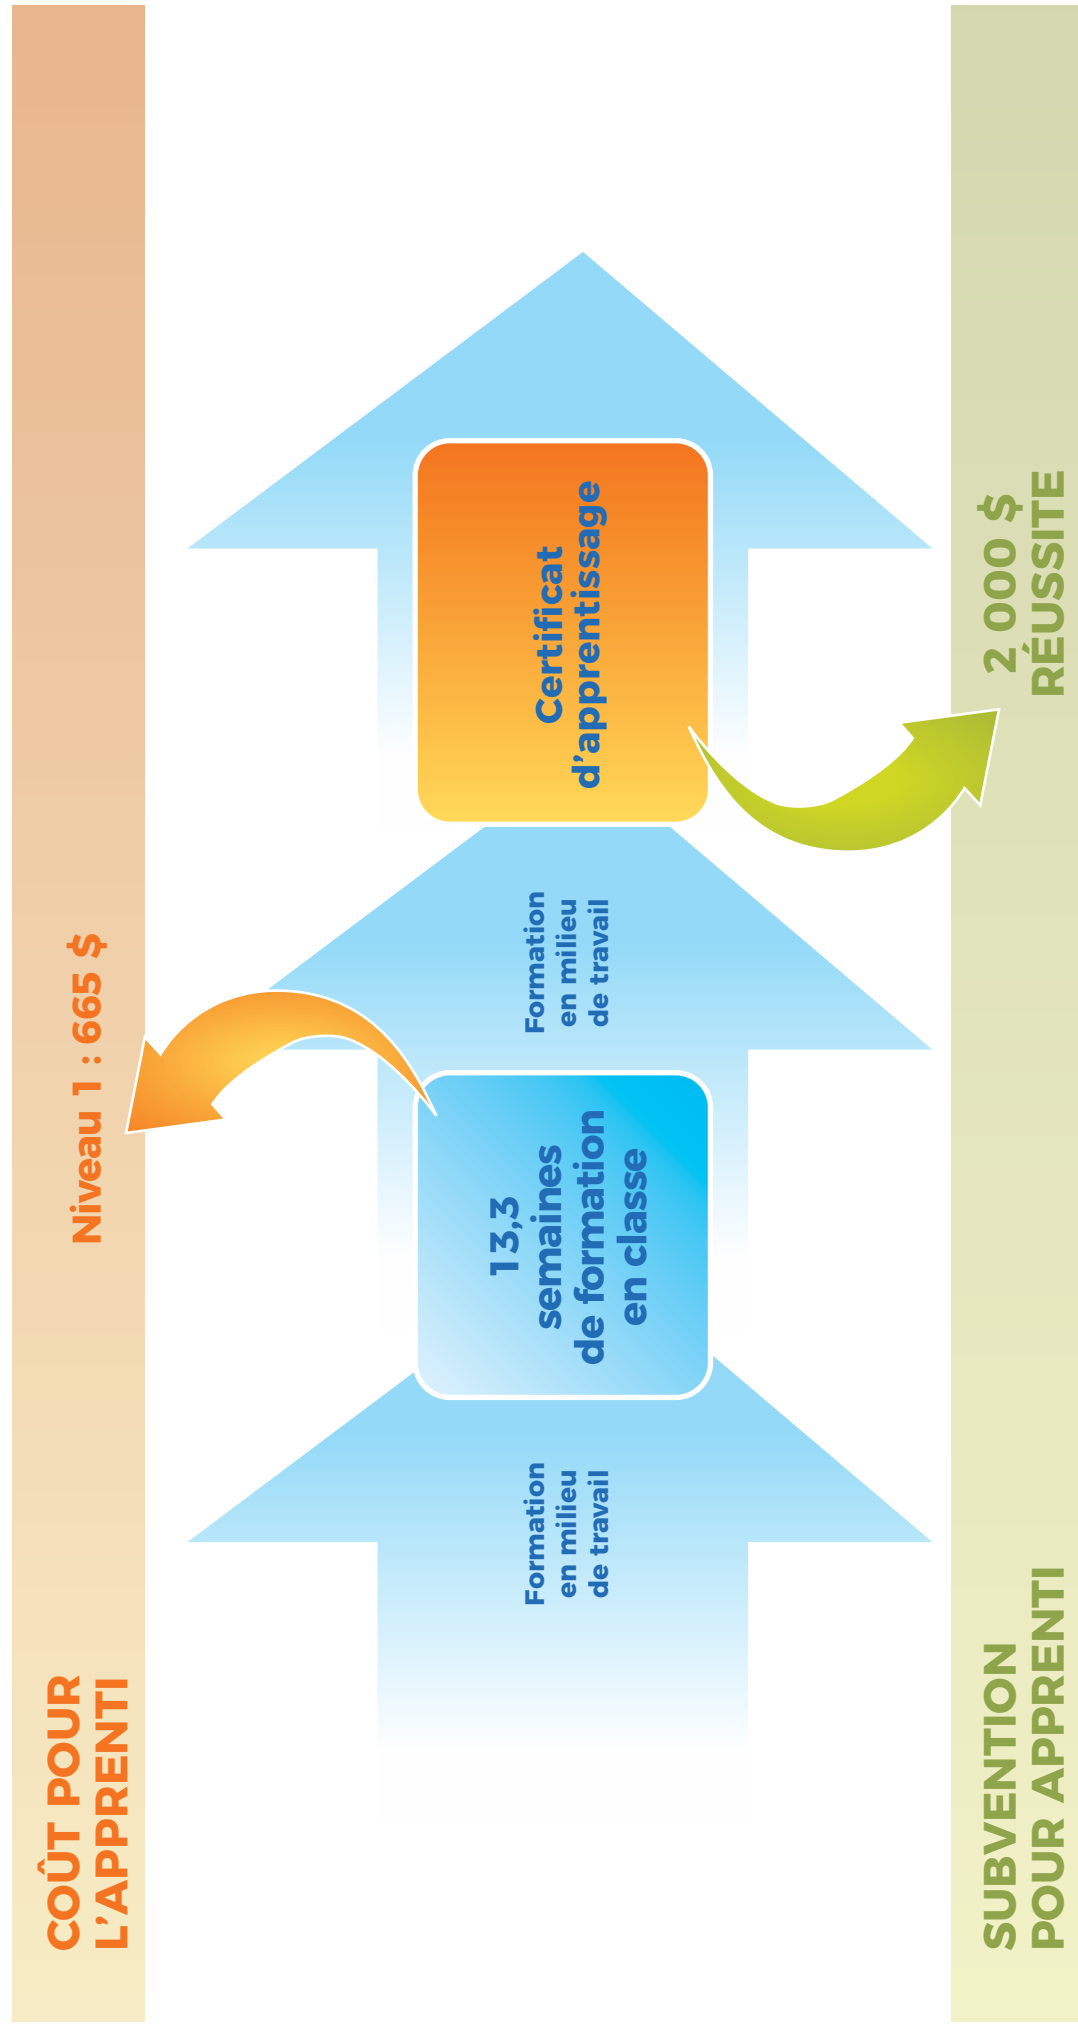 COÛT POUR
L'APPRENTI
Niveau 1 : 665 $
Formation
en milieu
de travail
13,3
semaines
de formation
en classe
Formation
en milieu
de travail
Certificat
d'apprentissage
SUBVENTION
POUR APPRENTI
2 000 $
RÉUSSITE